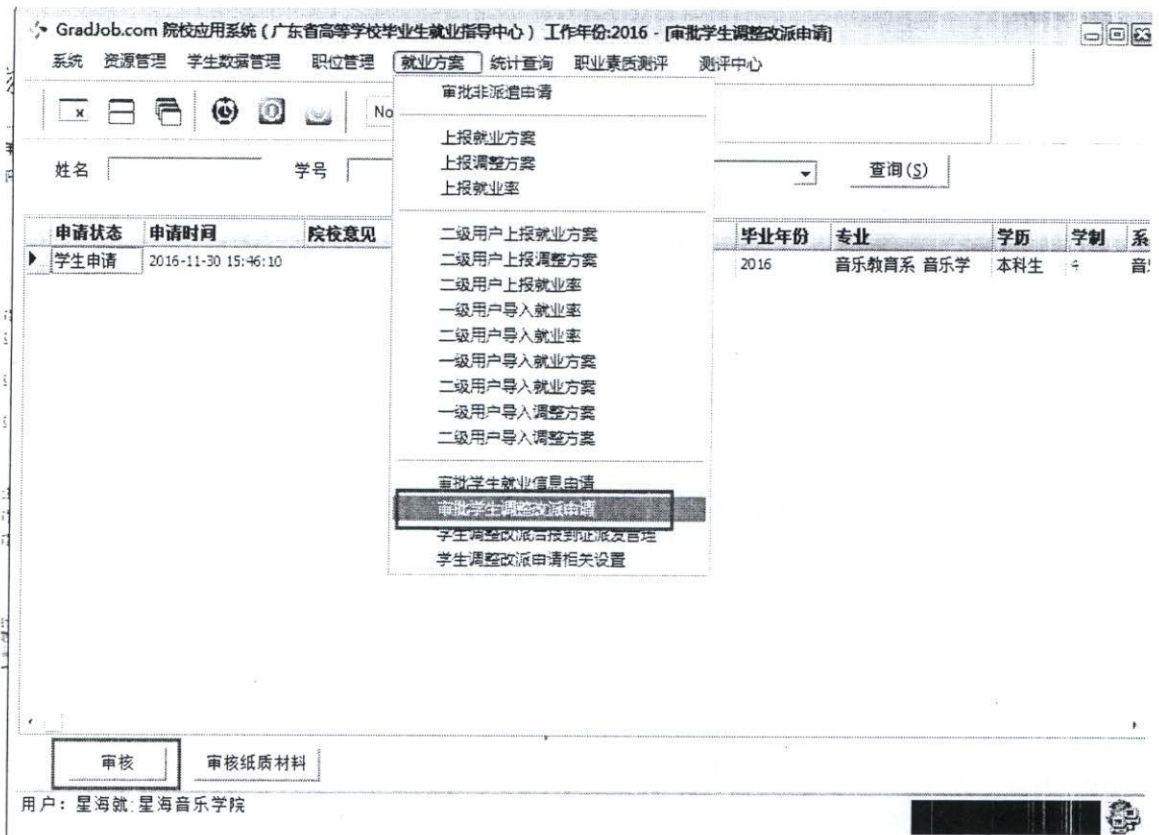 GradJob.com 院校应用系统 ( 广东省高等学校毕业生就业指导中心 ) 工作年份:2016 - [审批学生调整改派申请]
系统 资源管理 学生数据管理 职位管理 就业方案 统计查询 职业素质测评 测评中心
审批非派遣申请
No
上报就业方案
上报调整方案
上报就业率
姓名 学号 查询(S)
申请状态 申请时间 院校意见 毕业年份 专业 学历 学制 系
学生申请 2016-11-30 15:46:10 2016 音乐教育系 音乐学 本科生 4
二级用户上报就业方案
二级用户上报调整方案
二级用户上报就业率
一级用户导入就业率
二级用户导入就业率
一级用户导入就业方案
二级用户导入就业方案
一级用户导入调整方案
二级用户导入调整方案
审批学生就业信息申请
审批学生调整改派申请
学生调整改派后报到证派发管理
学生调整改派申请相关设置
审核 审核纸质材料
用户: 星海就:星海音乐学院